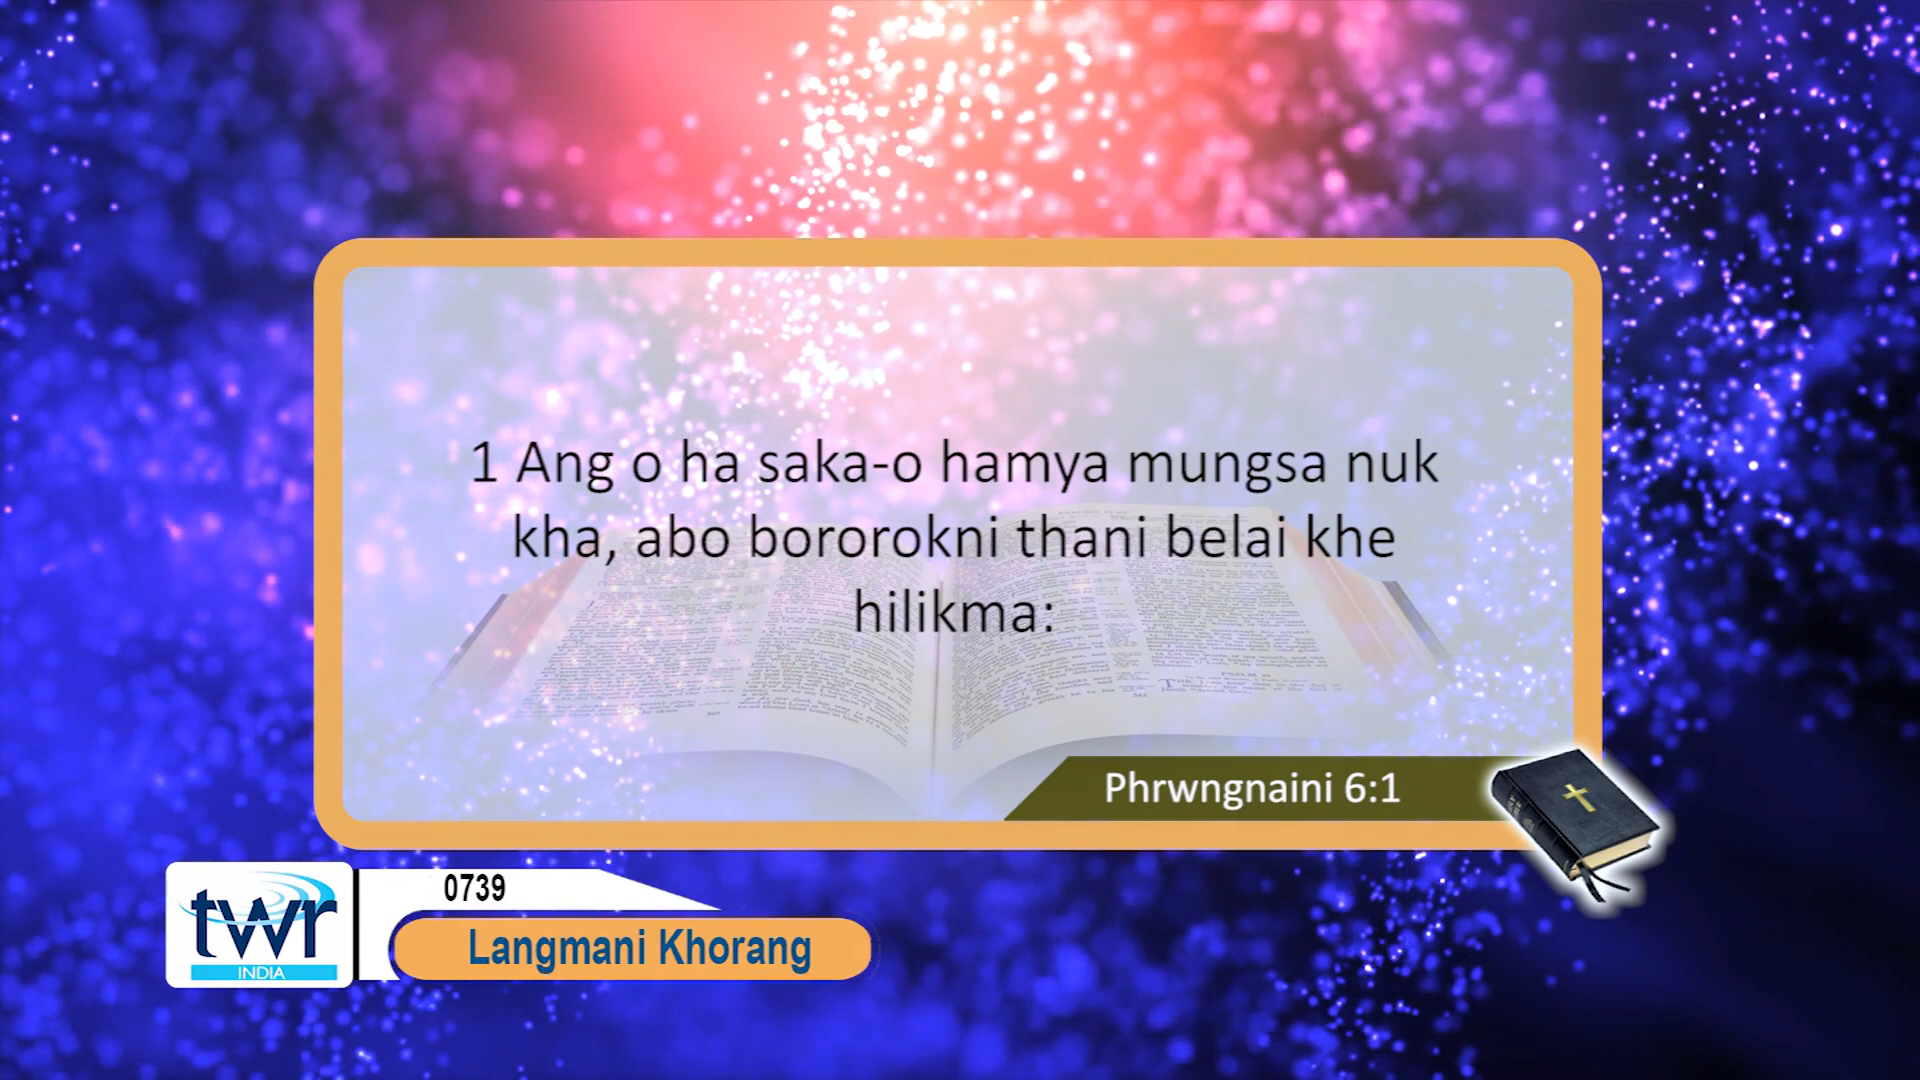 1 Ang o ha saka-o hamya mungsa nuk
kha, abo bororokni thani belai khe
hilikma:
Phrwngnaini 6:1
0739
twr
INDIA
Langmani Khorang